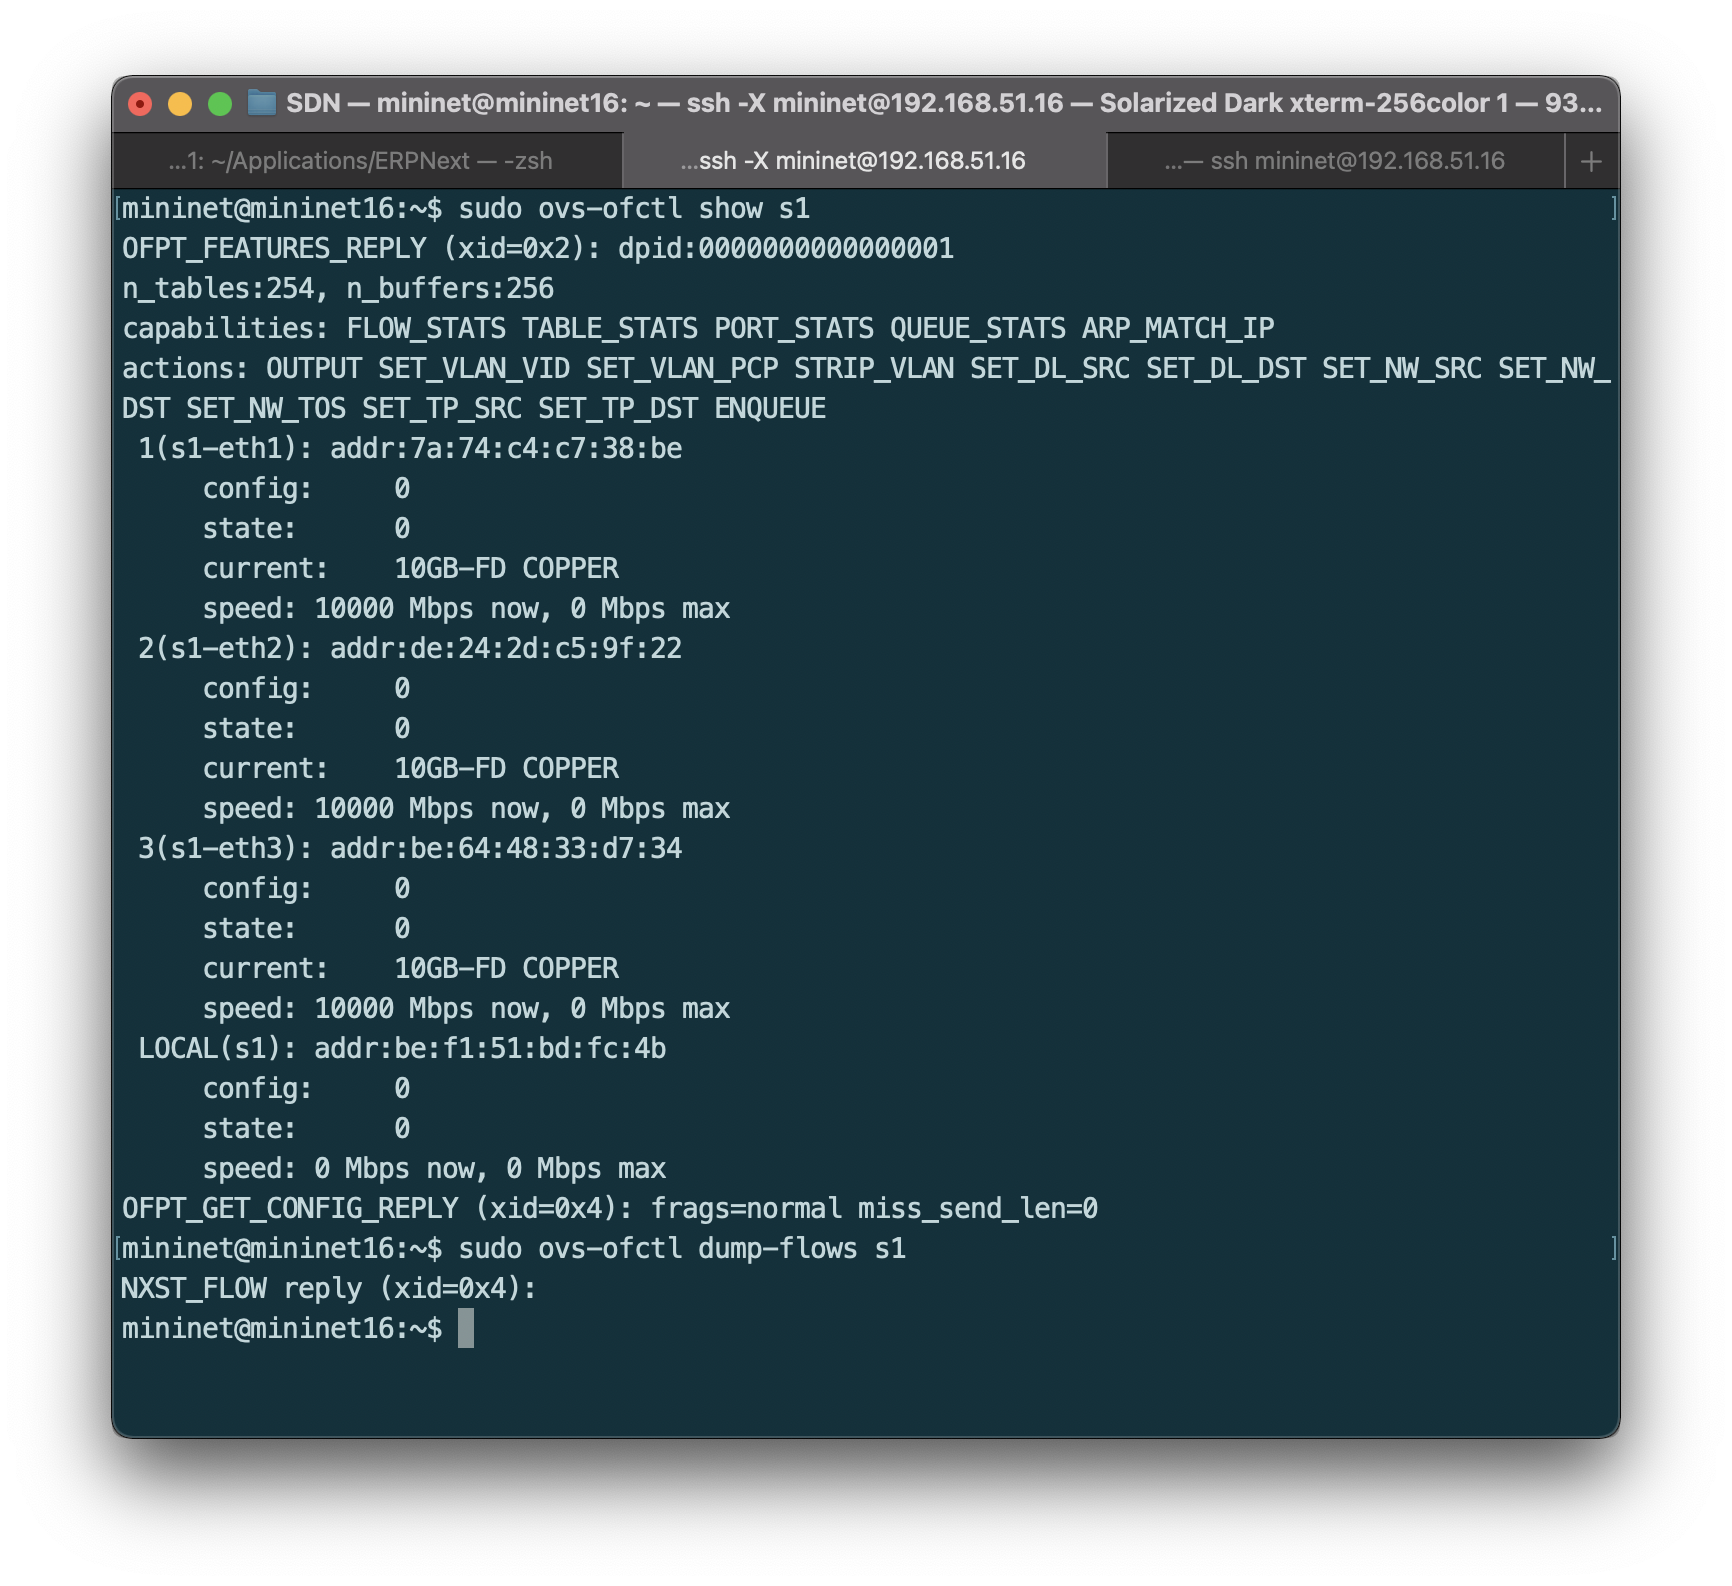 SDN — mininet@mininet16: ~ — ssh -X mininet@192.168.51.16 — Solarized Dark xterm-256color 1 — 93...
...1: ~/Applications/ERPNext — -zsh
...ssh -X mininet@192.168.51.16
...— ssh mininet@192.168.51.16
+
[mininet@mininet16:~$ sudo ovs-ofctl show s1 ]
OFPT_FEATURES_REPLY (xid=0x2): dpid:0000000000000001
n_tables:254, n_buffers:256
capabilities: FLOW_STATS TABLE_STATS PORT_STATS QUEUE_STATS ARP_MATCH_IP
actions: OUTPUT SET_VLAN_VID SET_VLAN_PCP STRIP_VLAN SET_DL_SRC SET_DL_DST SET_NW_SRC SET_NW_
DST SET_NW_TOS SET_TP_SRC SET_TP_DST ENQUEUE
 1(s1-eth1): addr:7a:74:c4:c7:38:be
     config:     0
     state:      0
     current:    10GB-FD COPPER
     speed: 10000 Mbps now, 0 Mbps max
 2(s1-eth2): addr:de:24:2d:c5:9f:22
     config:     0
     state:      0
     current:    10GB-FD COPPER
     speed: 10000 Mbps now, 0 Mbps max
 3(s1-eth3): addr:be:64:48:33:d7:34
     config:     0
     state:      0
     current:    10GB-FD COPPER
     speed: 10000 Mbps now, 0 Mbps max
 LOCAL(s1): addr:be:f1:51:bd:fc:4b
     config:     0
     state:      0
     speed: 0 Mbps now, 0 Mbps max
OFPT_GET_CONFIG_REPLY (xid=0x4): frags=normal miss_send_len=0
[mininet@mininet16:~$ sudo ovs-ofctl dump-flows s1 ]
NXST_FLOW reply (xid=0x4):
mininet@mininet16:~$